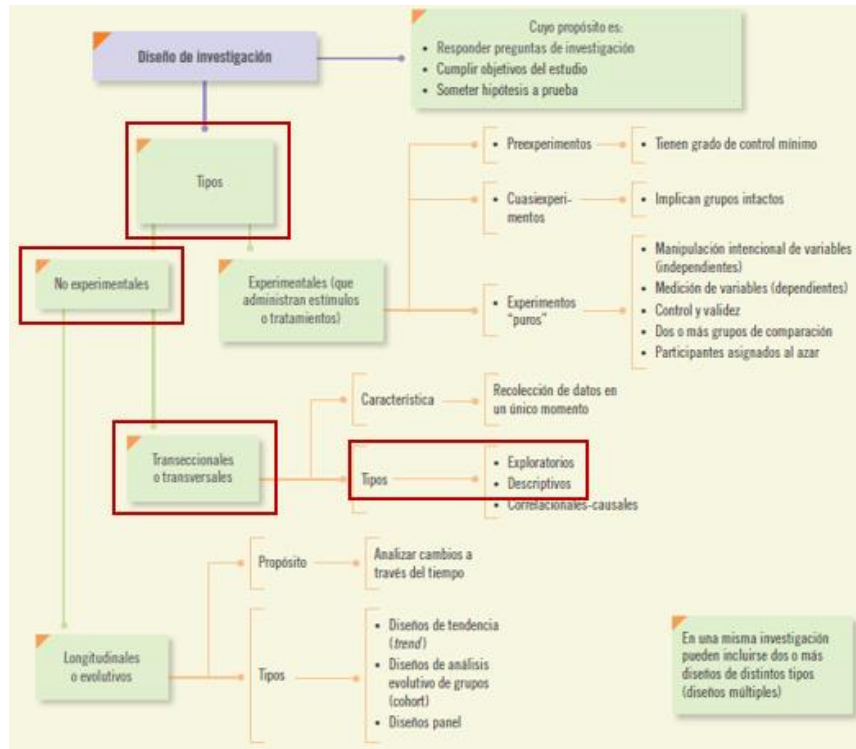 Diseño de investigación
Cuyo propósito es:
• Responder preguntas de investigación
• Cumplir objetivos del estudio
• Someter hipótesis a prueba
Tipos
No experimentales
Experimentales (que
administran estímulos
o tratamientos)
• Preexperimentos
• Tienen grado de control mínimo
• Cuasiexperi-
mentos
• Implican grupos intactos
• Experimentos
“puros”
• Manipulación intencional de variables
(independientes)
• Medición de variables (dependientes)
• Control y validez
• Dos o más grupos de comparación
• Participantes asignados al azar
Transeccionales
o transversales
Característica
Recolección de datos en
un único momento
Tipos
• Exploratorios
• Descriptivos
• Correlacionales-causales
Longitudinales
o evolutivos
Propósito
Analizar cambios a
través del tiempo
Tipos
• Diseños de tendencia
(trend)
• Diseños de análisis
evolutivo de grupos
(cohort)
• Diseños panel
En una misma investigación
pueden incluirse dos o más
diseños de distintos tipos
(diseños múltiples)